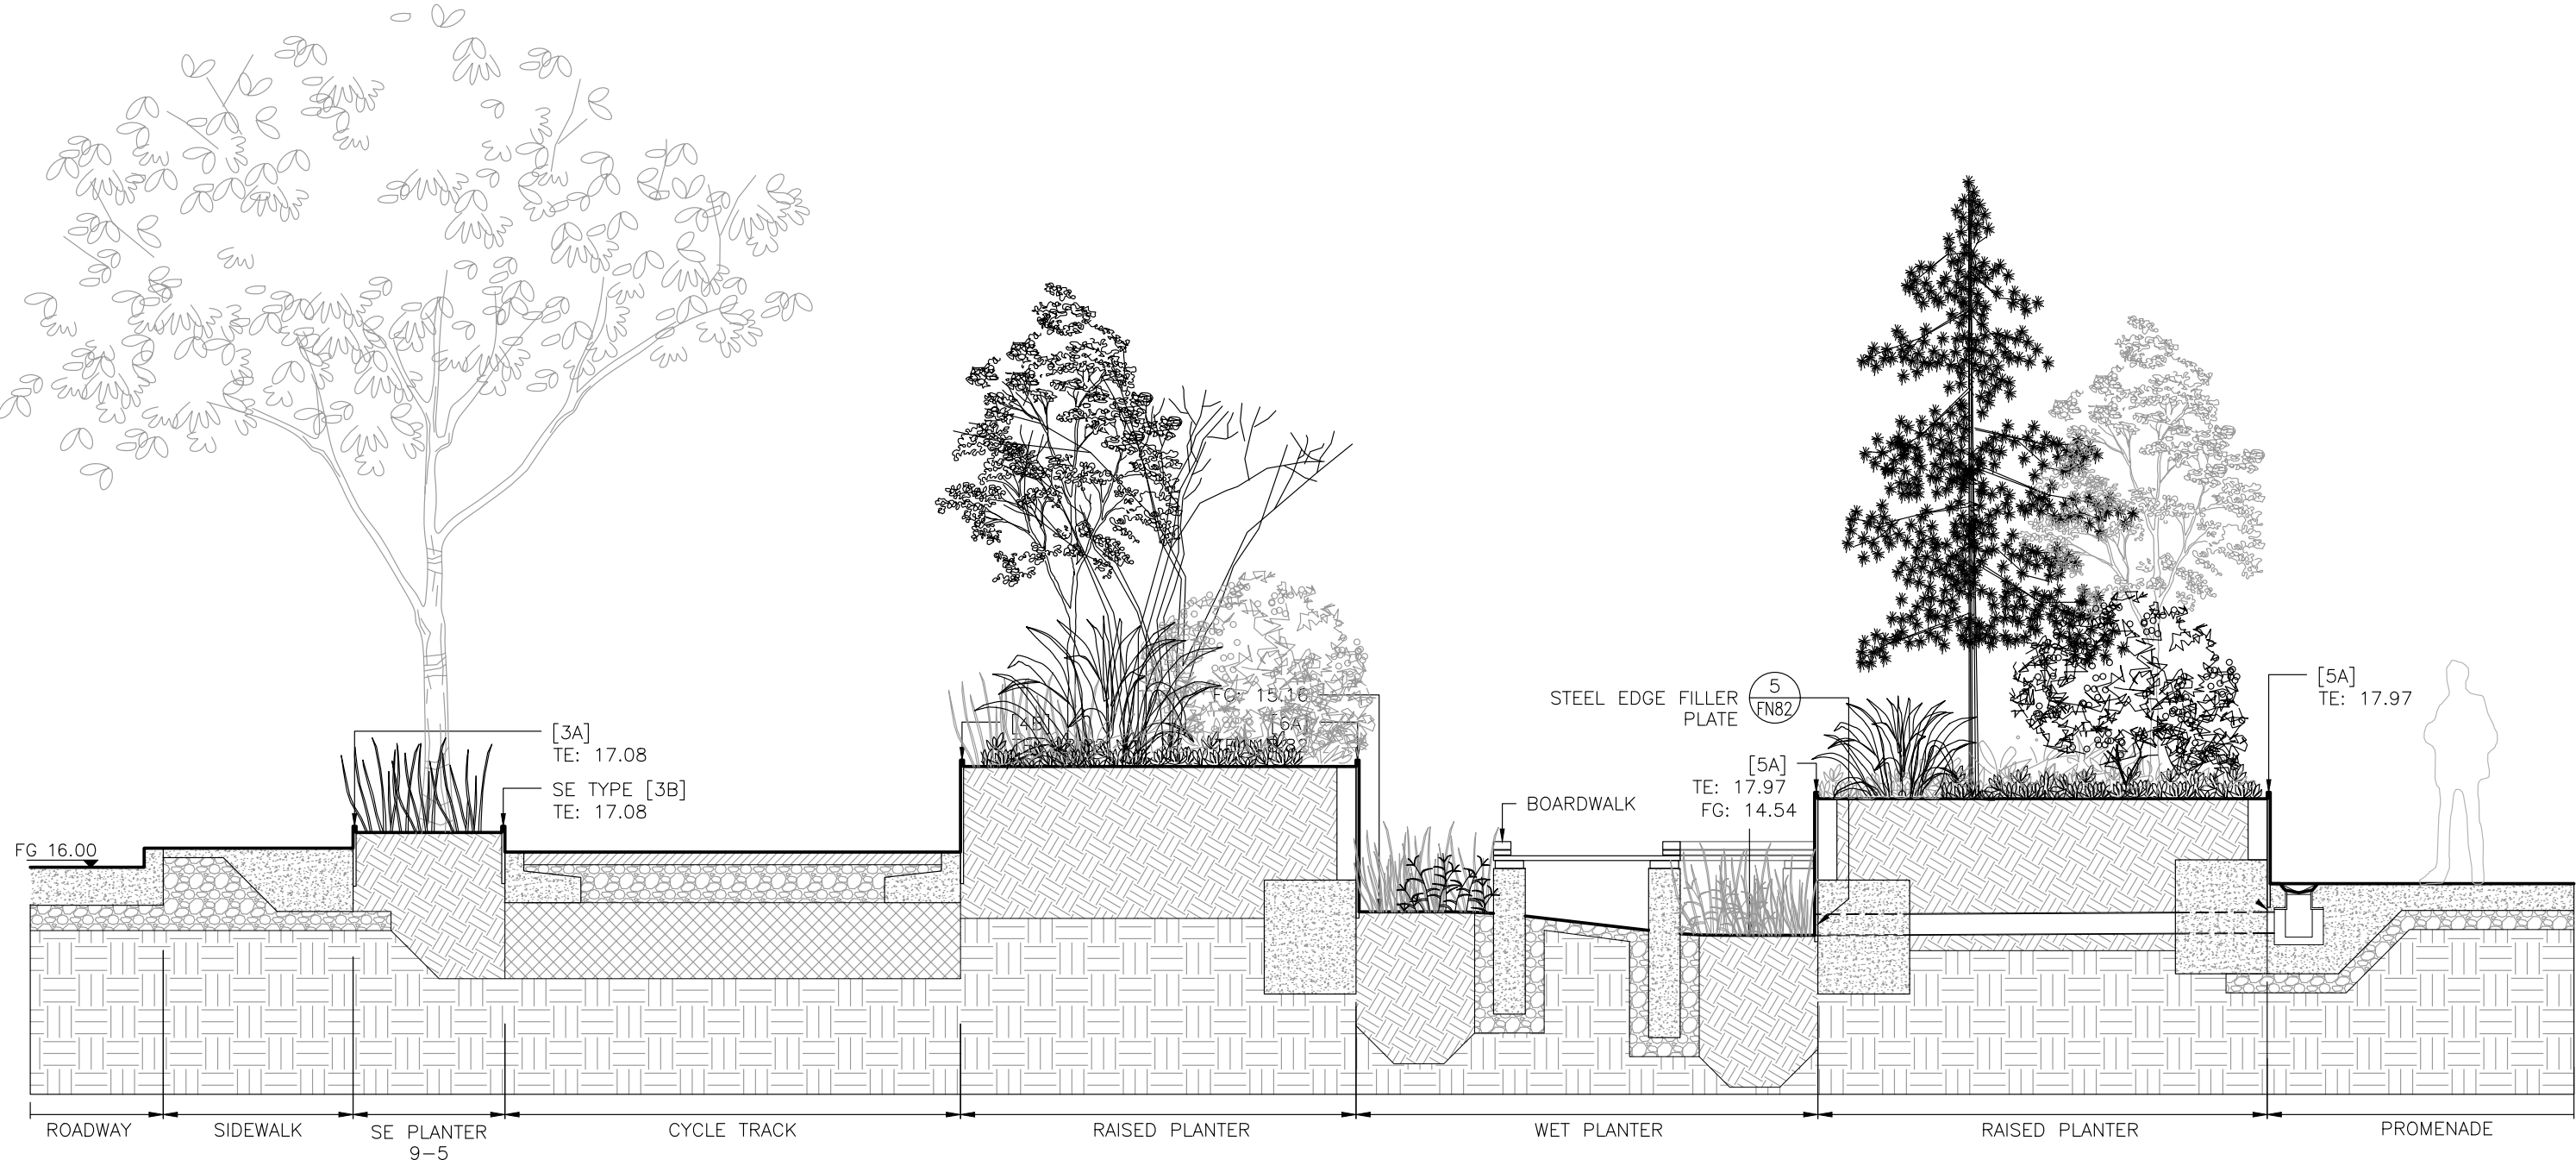 [3A]
TE: 17.08
SE TYPE [3B]
TE: 17.08
FG 16.00
FG: 15.16
[6A]
STEEL EDGE FILLER
PLATE
5
FN82
[5A]
TE: 17.97
FG: 14.54
BOARDWALK
[5A]
TE: 17.97
ROADWAY
SIDEWALK
SE PLANTER
9-5
CYCLE TRACK
RAISED PLANTER
WET PLANTER
RAISED PLANTER
PROMENADE